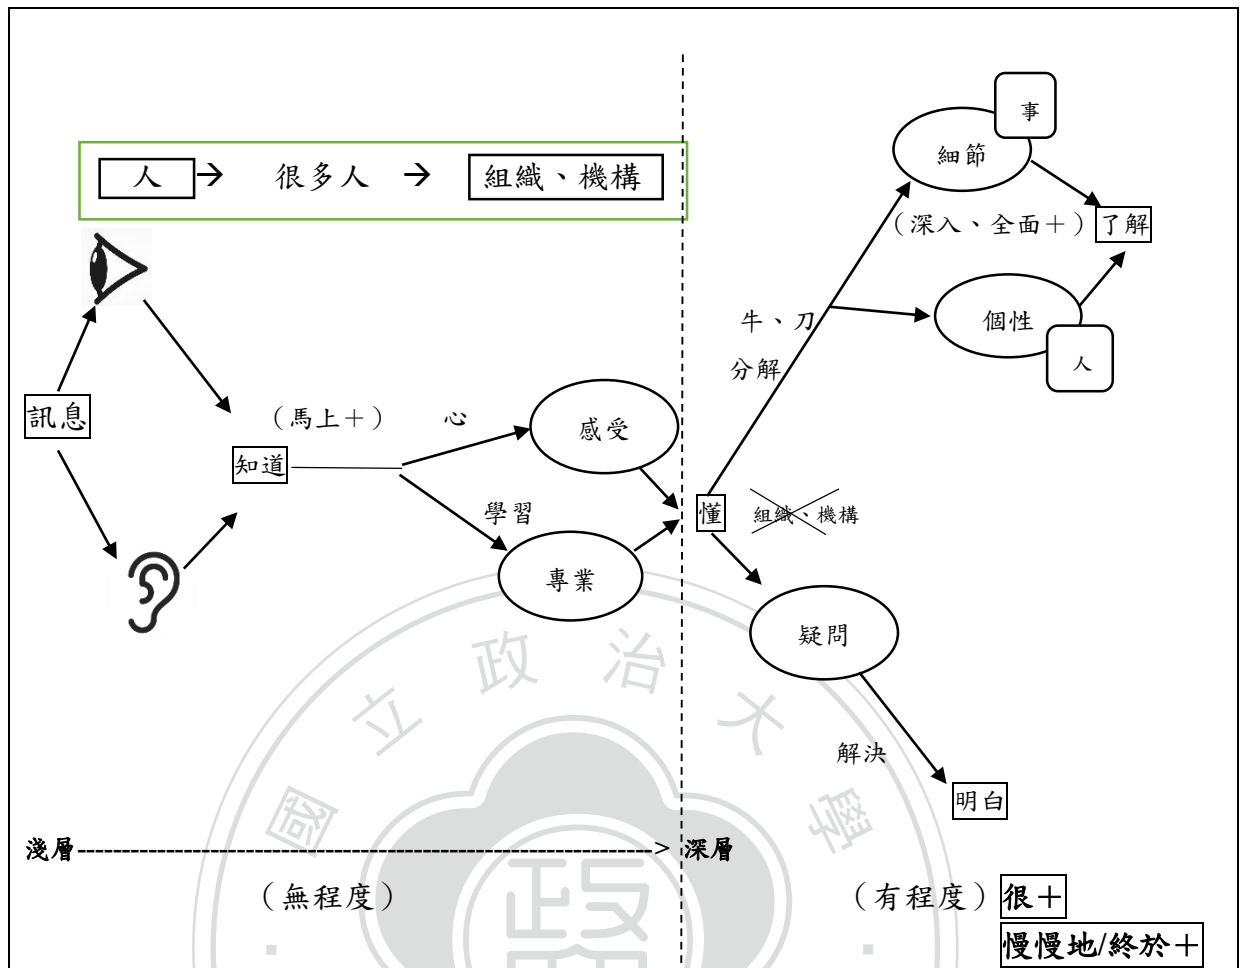 事
細節
人→ 很多人 → 組織、機構
(深入、全面＋) 了解
個性
牛、刀
人
分解
訊息
(馬上＋) 心
感受
知道
學習
懂 組織、機構
專業
疑問
解決
明白
淺層----------> 深層
(無程度) (有程度) 很＋
慢慢地/終於＋
國立政治大學
政